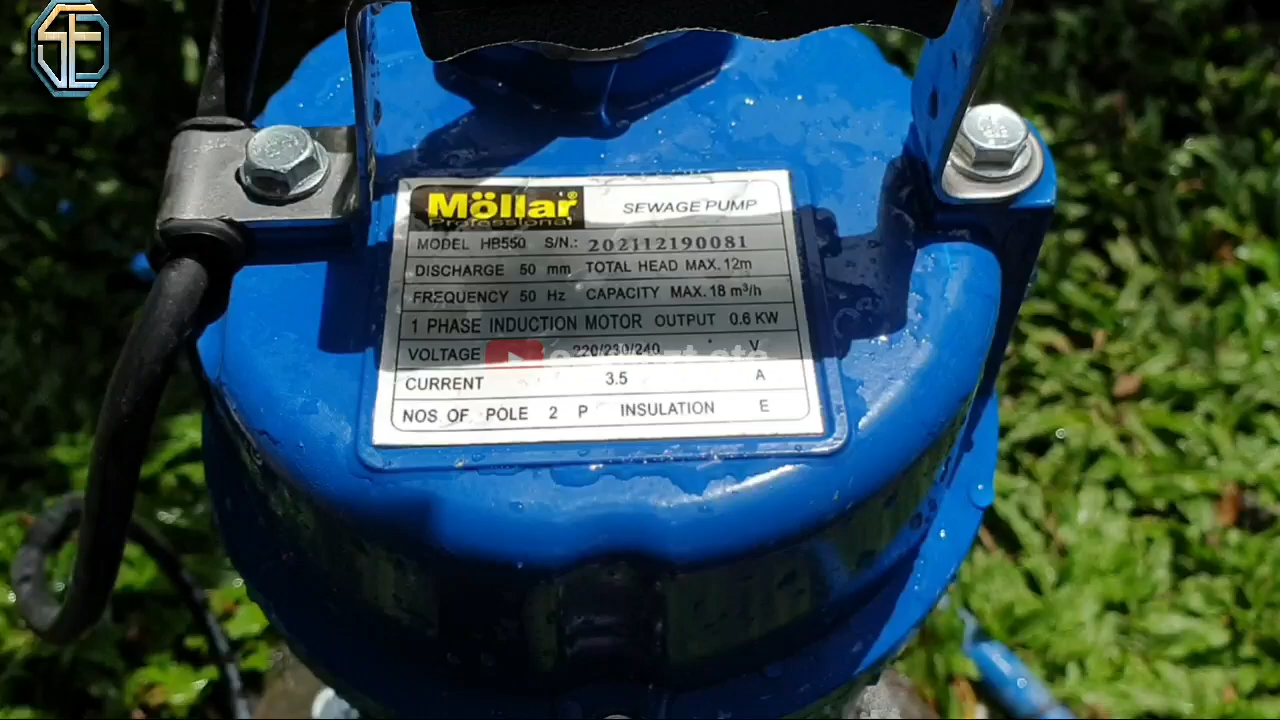 Möllar®
Professional
SEWAGE PUMP
MODEL HB550 S/N.: 202112190081
DISCHARGE 50 mm TOTAL HEAD MAX. 12m
FREQUENCY 50 Hz CAPACITY MAX. 18 m³/h
1 PHASE INDUCTION MOTOR OUTPUT 0.6 KW
VOLTAGE 220/230/240 V
CURRENT 3.5 A
NOS OF POLE 2 P INSULATION E